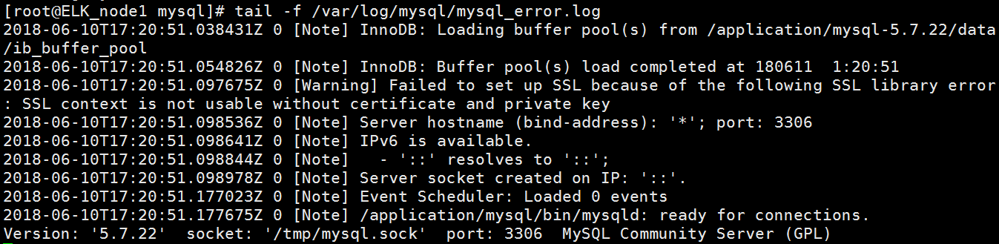 [root@ELK_node1 mysql]# tail -f /var/log/mysql/mysql_error.log
2018-06-10T17:20:51.038431Z 0 [Note] InnoDB: Loading buffer pool(s) from /application/mysql-5.7.22/data
/ib_buffer_pool
2018-06-10T17:20:51.054826Z 0 [Note] InnoDB: Buffer pool(s) load completed at 180611  1:20:51
2018-06-10T17:20:51.097675Z 0 [Warning] Failed to set up SSL because of the following SSL library error
: SSL context is not usable without certificate and private key
2018-06-10T17:20:51.098536Z 0 [Note] Server hostname (bind-address): '*'; port: 3306
2018-06-10T17:20:51.098641Z 0 [Note] IPv6 is available.
2018-06-10T17:20:51.098844Z 0 [Note]   - '::' resolves to '::';
2018-06-10T17:20:51.098978Z 0 [Note] Server socket created on IP: '::'.
2018-06-10T17:20:51.177023Z 0 [Note] Event Scheduler: Loaded 0 events
2018-06-10T17:20:51.177675Z 0 [Note] /application/mysql/bin/mysqld: ready for connections.
Version: '5.7.22'  socket: '/tmp/mysql.sock'  port: 3306  MySQL Community Server (GPL)